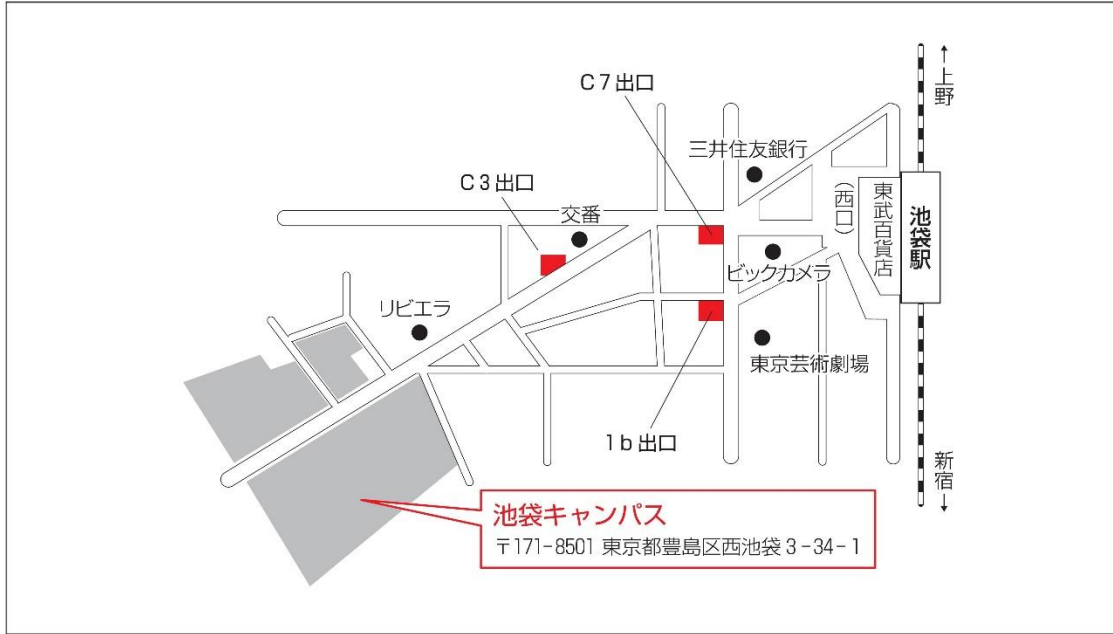 ↑上野
C7出口
三井住友銀行
C3出口
交番
(西口)
東武百貨店
池袋駅
ビックカメラ
リビエラ
東京芸術劇場
1b出口
新宿↓
池袋キャンパス
〒171-8501 東京都豊島区西池袋3-34-1